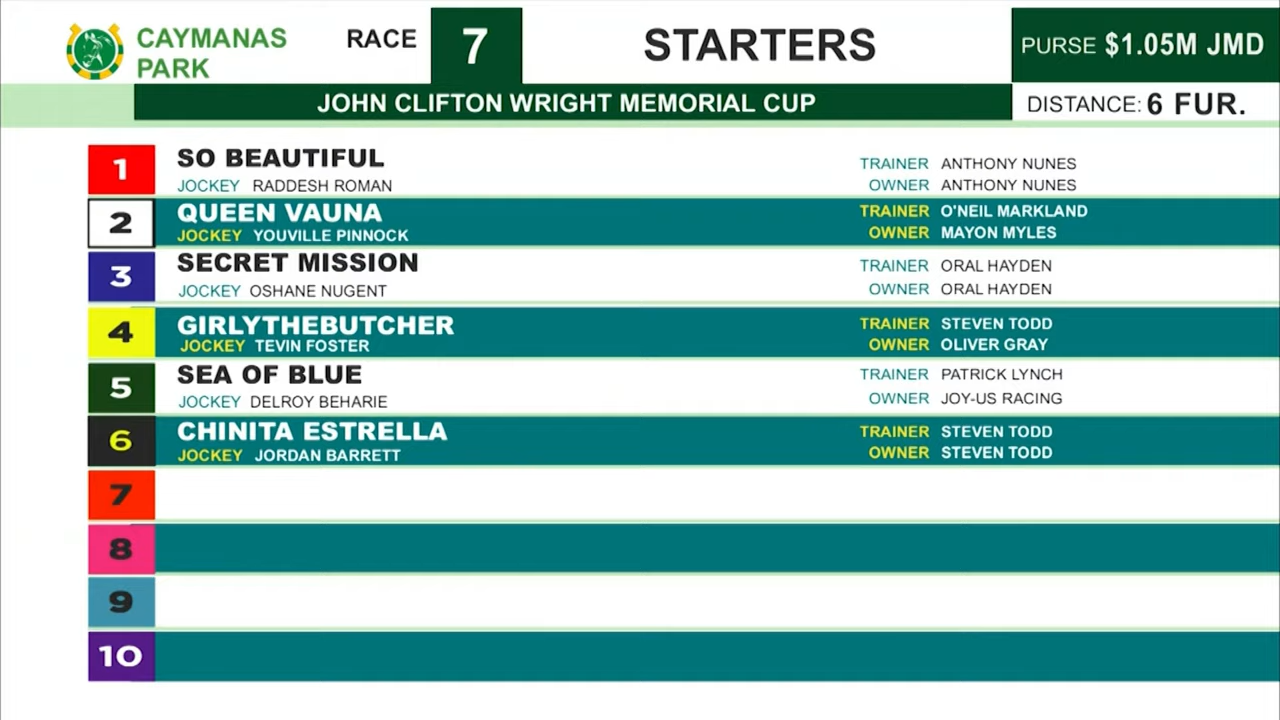 CAYMANAS
PARK
RACE 7 STARTERS PURSE $1.05M JMD
JOHN CLIFTON WRIGHT MEMORIAL CUP DISTANCE: 6 FUR.
1 SO BEAUTIFUL TRAINER ANTHONY NUNES
JOCKEY RADDESH ROMAN OWNER ANTHONY NUNES
2 QUEEN VAUNA TRAINER O'NEIL MARKLAND
JOCKEY YOUVILLE PINNOCK OWNER MAYON MYLES
3 SECRET MISSION TRAINER ORAL HAYDEN
JOCKEY OSHANE NUGENT OWNER ORAL HAYDEN
4 GIRLYTHEBUTCHER TRAINER STEVEN TODD
JOCKEY TEVIN FOSTER OWNER OLIVER GRAY
5 SEA OF BLUE TRAINER PATRICK LYNCH
JOCKEY DELROY BEHARIE OWNER JOY-US RACING
6 CHINITA ESTRELLA TRAINER STEVEN TODD
JOCKEY JORDAN BARRETT OWNER STEVEN TODD
7
8
9
10